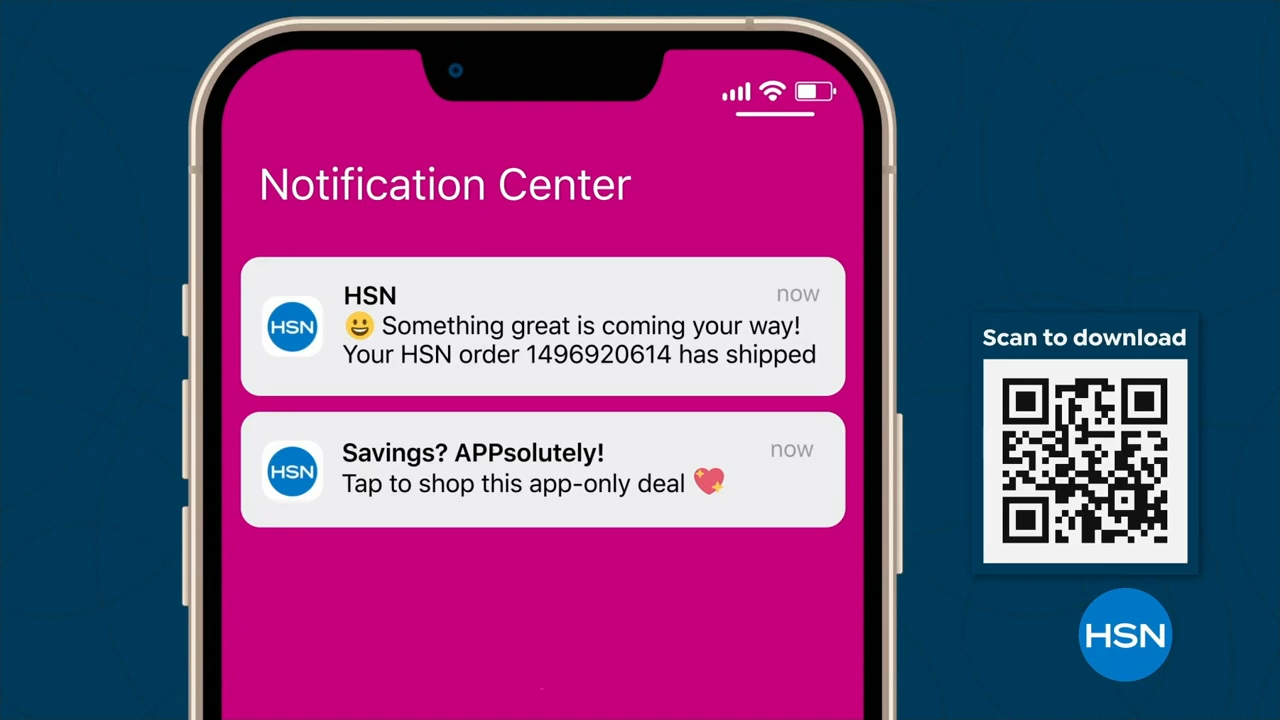 Notification Center
HSN
now
😀 Something great is coming your way!
Your HSN order 1496920614 has shipped
HSN
Savings? APPsolutely!
now
Tap to shop this app-only deal 💖
HSN
Scan to download
HSN